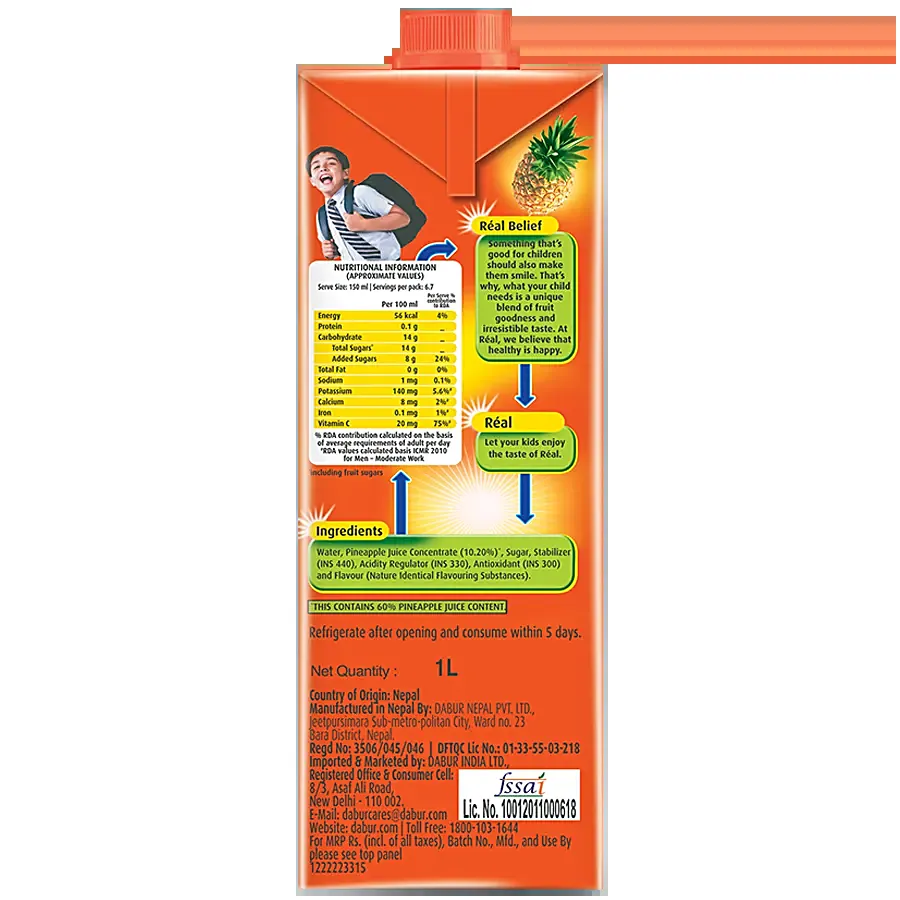 Réal Belief
Something that's
good for children
should also make
them smile. That's
why, what your child
needs is a unique
blend of fruit
goodness and
irresistible taste. At
Réal, we believe that
healthy is happy.
NUTRITIONAL INFORMATION
(APPROXIMATE VALUES)
Serve Size: 150 ml | Servings per pack: 6.7
Per 100 ml Per Serve % contribution to RDA
Energy 56 kcal 4%
Protein 0.1 g _
Carbohydrate 14 g _
Total Sugars* 14 g _
Added Sugars 8 g 24%
Total Fat 0 g 0%
Sodium 1 mg 0.1%
Potassium 140 mg 5.6%#
Calcium 8 mg 2%#
Iron 0.1 mg 1%#
Vitamin C 20 mg 75%#
% RDA contribution calculated on the basis
of average requirements of adult per day
#RDA values calculated basis ICMR 2010
for Men - Moderate Work
including fruit sugars
Réal
Let your kids enjoy
the taste of Réal.
Ingredients
Water, Pineapple Juice Concentrate (10.20%)*, Sugar, Stabilizer
(INS 440), Acidity Regulator (INS 330), Antioxidant (INS 300)
and Flavour (Nature Identical Flavouring Substances).
*THIS CONTAINS 60% PINEAPPLE JUICE CONTENT.
Refrigerate after opening and consume within 5 days.
Net Quantity : 1L
Country of Origin: Nepal
Manufactured in Nepal By: DABUR NEPAL PVT. LTD.,
Jeetpursimara Sub-metro-politan City, Ward no. 23
Bara District, Nepal.
Regd No: 3506/045/046 | DFTQC Lic No.: 01-33-55-03-218
Imported & Marketed by: DABUR INDIA LTD.,
Registered Office & Consumer Cell:
8/3, Asaf Ali Road,
New Delhi - 110 002.
E-Mail: daburcares@dabur.com
Website: dabur.com | Toll Free: 1800-103-1644
For MRP Rs. (incl. of all taxes), Batch No., Mfd., and Use By
please see top panel
122222331S
fssai
Lic. No. 10012011000618